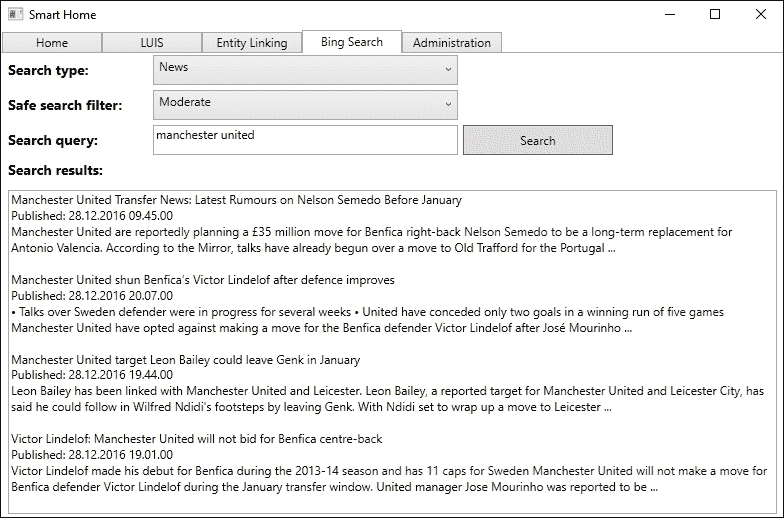 Smart Home
Home LUIS Entity Linking Bing Search Administration
Search type: News
Safe search filter: Moderate
Search query: manchester united Search
Search results:
Manchester United Transfer News: Latest Rumours on Nelson Semedo Before January
Published: 28.12.2016 09.45.00
Manchester United are reportedly planning a £35 million move for Benfica right-back Nelson Semedo to be a long-term replacement for
Antonio Valencia. According to the Mirror, talks have already begun over a move to Old Trafford for the Portugal ...
Manchester United shun Benfica’s Victor Lindelof after defence improves
Published: 28.12.2016 20.07.00
• Talks over Sweden defender were in progress for several weeks • United have conceded only two goals in a winning run of five games
Manchester United have opted against making a move for the Benfica defender Victor Lindelof after José Mourinho ...
Manchester United target Leon Bailey could leave Genk in January
Published: 28.12.2016 19.44.00
Leon Bailey has been linked with Manchester United and Leicester. Leon Bailey, a reported target for Manchester United and Leicester City, has
said he could follow in Wilfred Ndidi's footsteps by leaving Genk. With Ndidi set to wrap up a move to Leicester ...
Victor Lindelof: Manchester United will not bid for Benfica centre-back
Published: 28.12.2016 19.01.00
Victor Lindelof made his debut for Benfica during the 2013-14 season and has 11 caps for Sweden Manchester United will not make a move for
Benfica defender Victor Lindelof during the January transfer window. United manager Jose Mourinho was reported to be ...